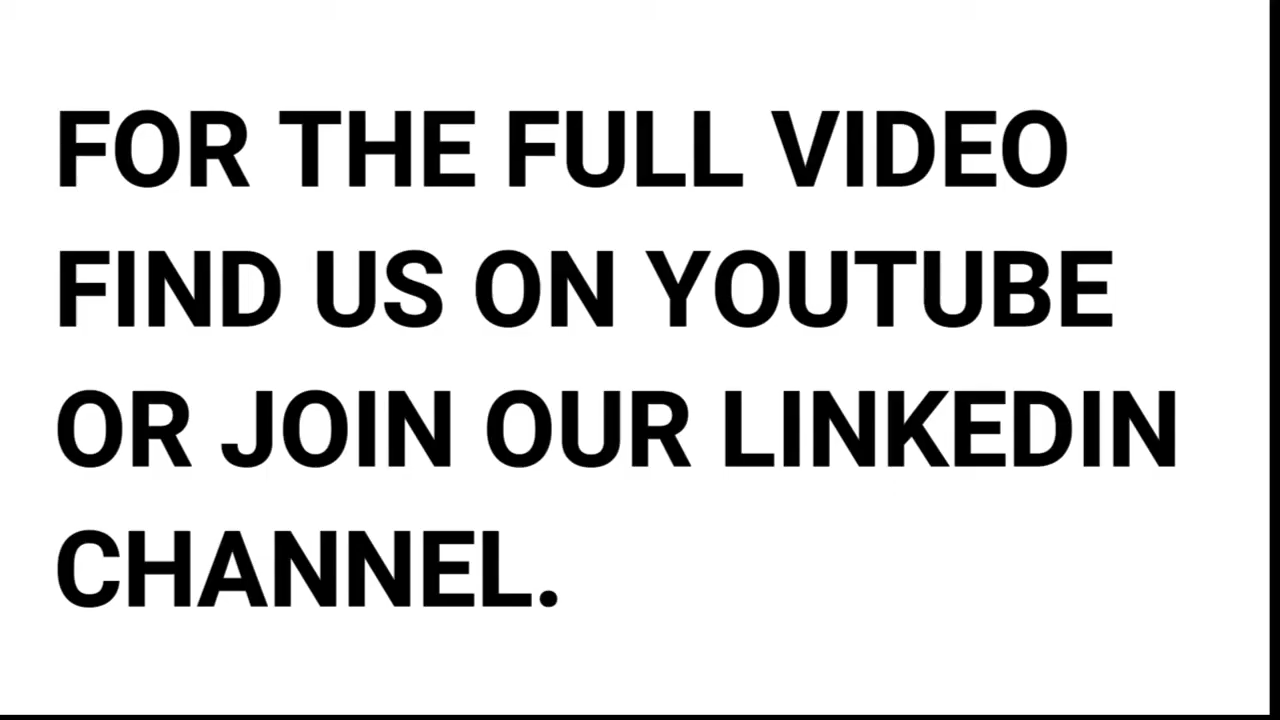 FOR THE FULL VIDEO
FIND US ON YOUTUBE
OR JOIN OUR LINKEDIN
CHANNEL.